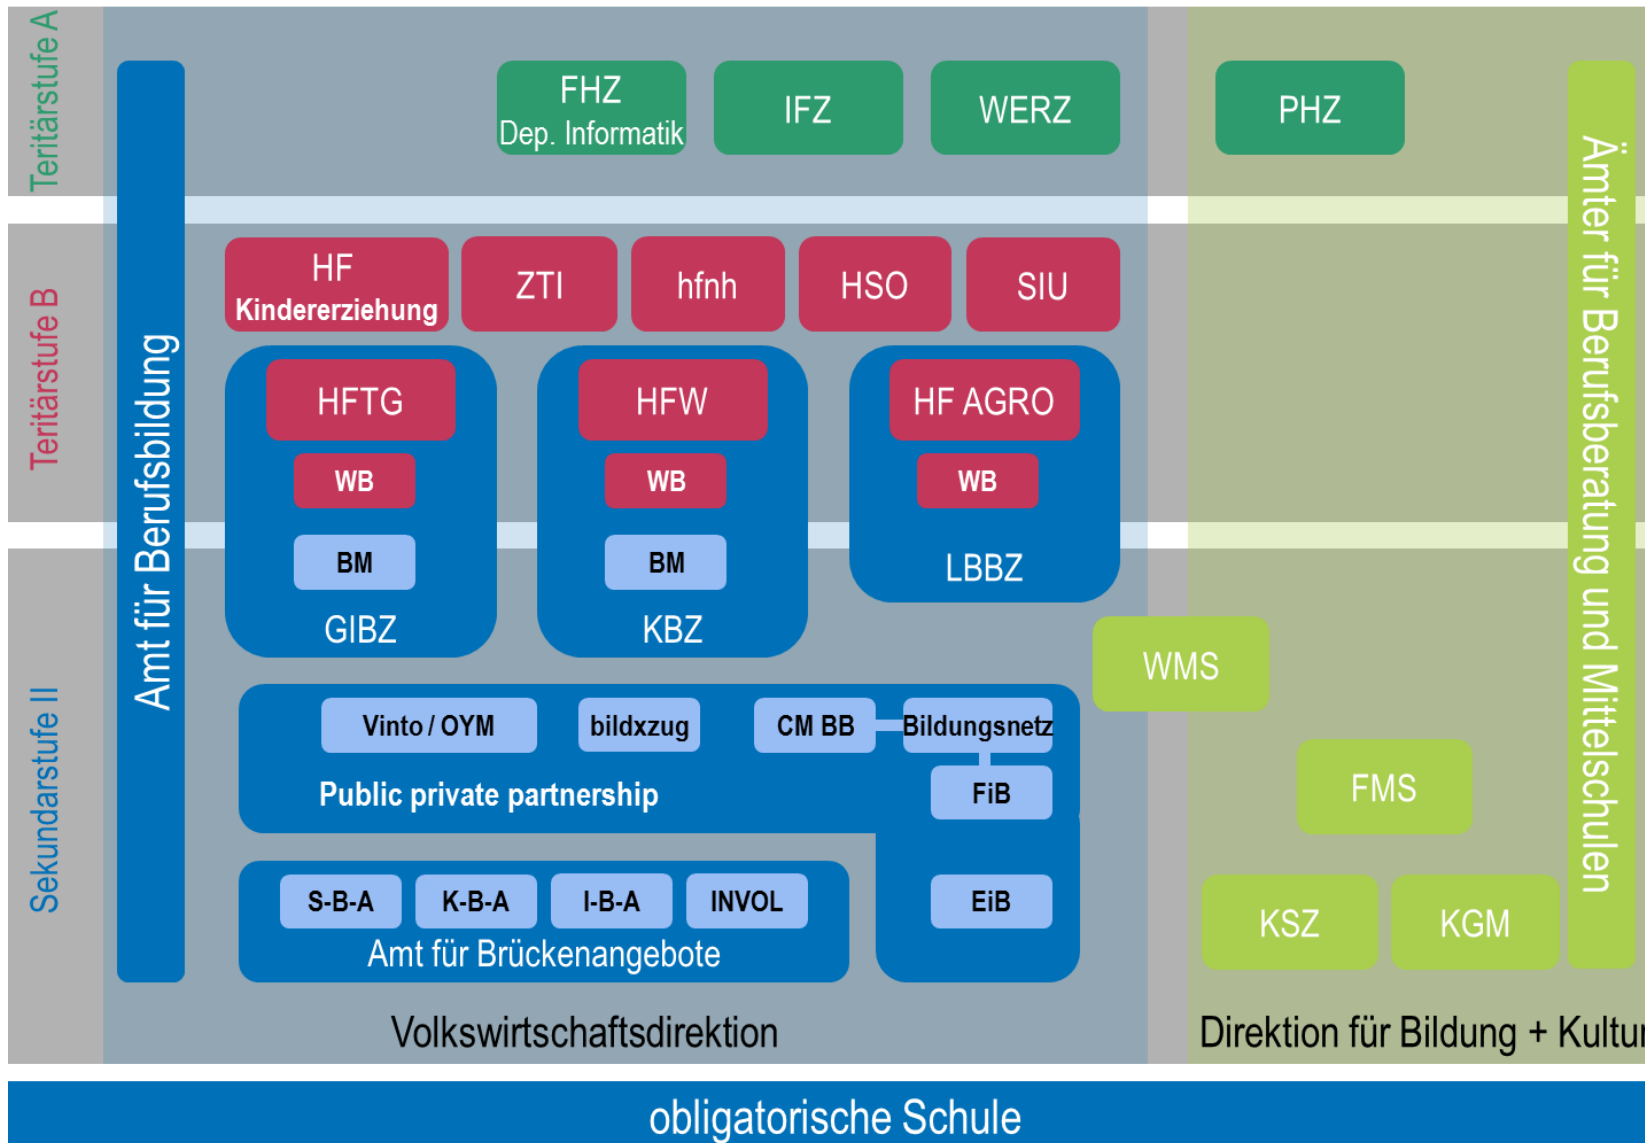 Teritärstufe A
Teritärstufe B
Sekundarstufe II
Amt für Berufsbildung
FHZ
Dep. Informatik
IFZ
WERZ
PHZ
HF
Kindererziehung
ZTI
hfnh
HSO
SIU
HFTG
WB
BM
GIBZ
HFW
WB
BM
KBZ
HF AGRO
WB
LBBZ
WMS
Vinto / OYM
bildxzug
CM BB
Bildungsnetz
Public private partnership
FiB
EiB
S-B-A
K-B-A
I-B-A
INVOL
Amt für Brückenangebote
FMS
KSZ
KGM
Ämter für Berufsberatung und Mittelschulen
Volkswirtschaftsdirektion
Direktion für Bildung + Kultur
obligatorische Schule